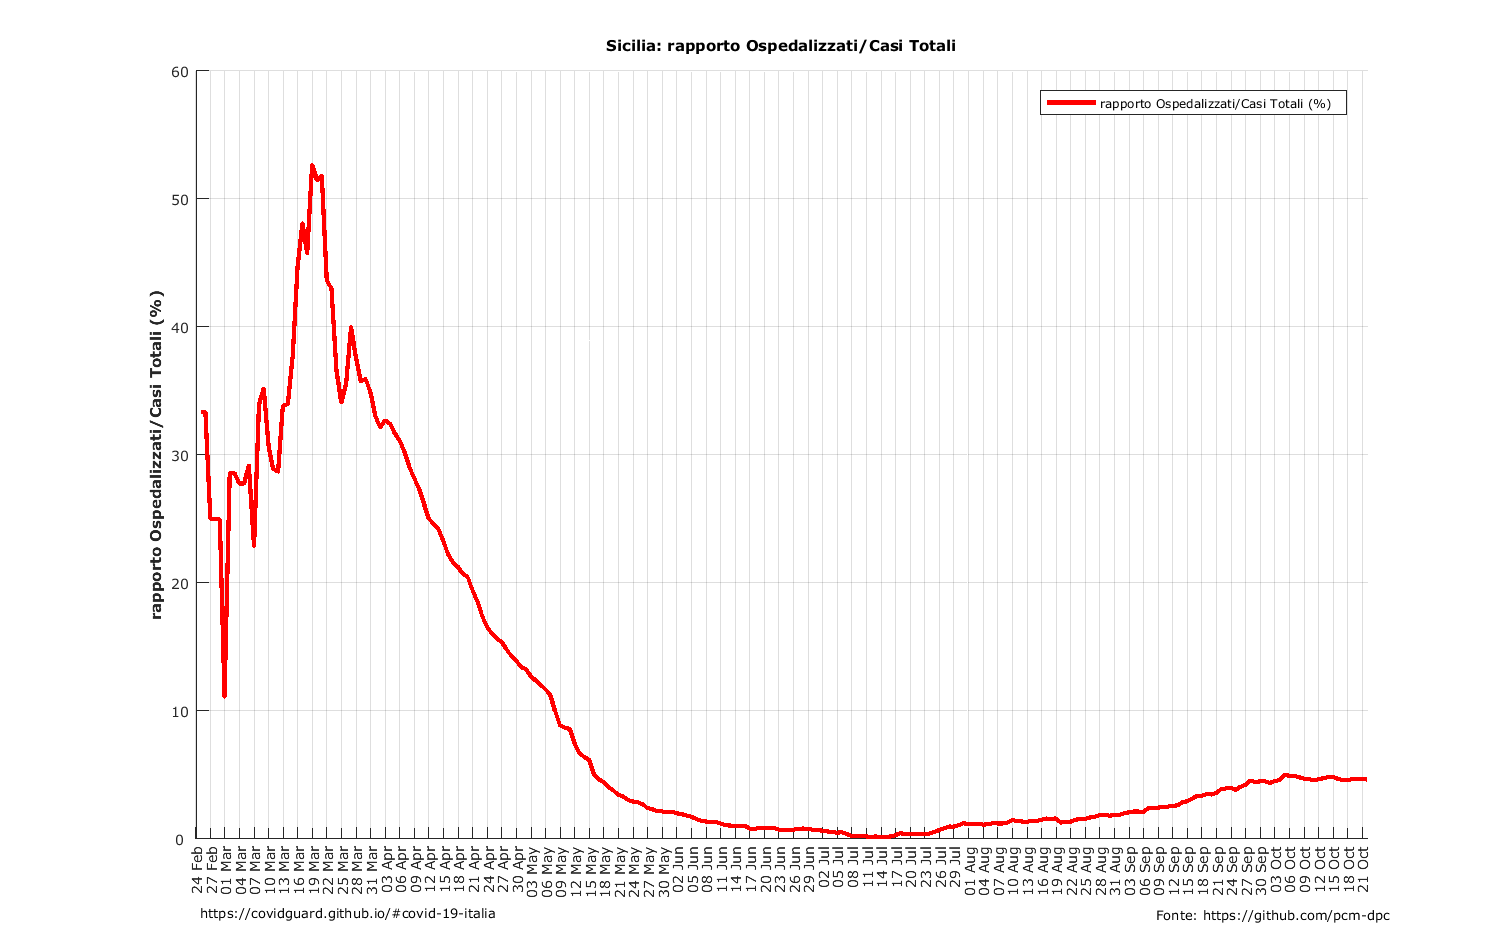 Sicilia: rapporto Ospedalizzati/Casi Totali
rapporto Ospedalizzati/Casi Totali (%)
rapporto Ospedalizzati/Casi Totali (%)
60
50
40
30
20
10
0
24 Feb
27 Feb
01 Mar
04 Mar
07 Mar
10 Mar
13 Mar
16 Mar
19 Mar
22 Mar
25 Mar
28 Mar
31 Mar
03 Apr
06 Apr
09 Apr
12 Apr
15 Apr
18 Apr
21 Apr
24 Apr
27 Apr
30 Apr
03 May
06 May
09 May
12 May
15 May
18 May
21 May
24 May
27 May
30 May
02 Jun
05 Jun
08 Jun
11 Jun
14 Jun
17 Jun
20 Jun
23 Jun
26 Jun
29 Jun
02 Jul
05 Jul
08 Jul
11 Jul
14 Jul
17 Jul
20 Jul
23 Jul
26 Jul
29 Jul
01 Aug
04 Aug
07 Aug
10 Aug
13 Aug
16 Aug
19 Aug
22 Aug
25 Aug
28 Aug
31 Aug
03 Sep
06 Sep
09 Sep
12 Sep
15 Sep
18 Sep
21 Sep
24 Sep
27 Sep
30 Sep
03 Oct
06 Oct
09 Oct
12 Oct
15 Oct
18 Oct
21 Oct
https://covidguard.github.io/#covid-19-italia
Fonte: https://github.com/pcm-dpc